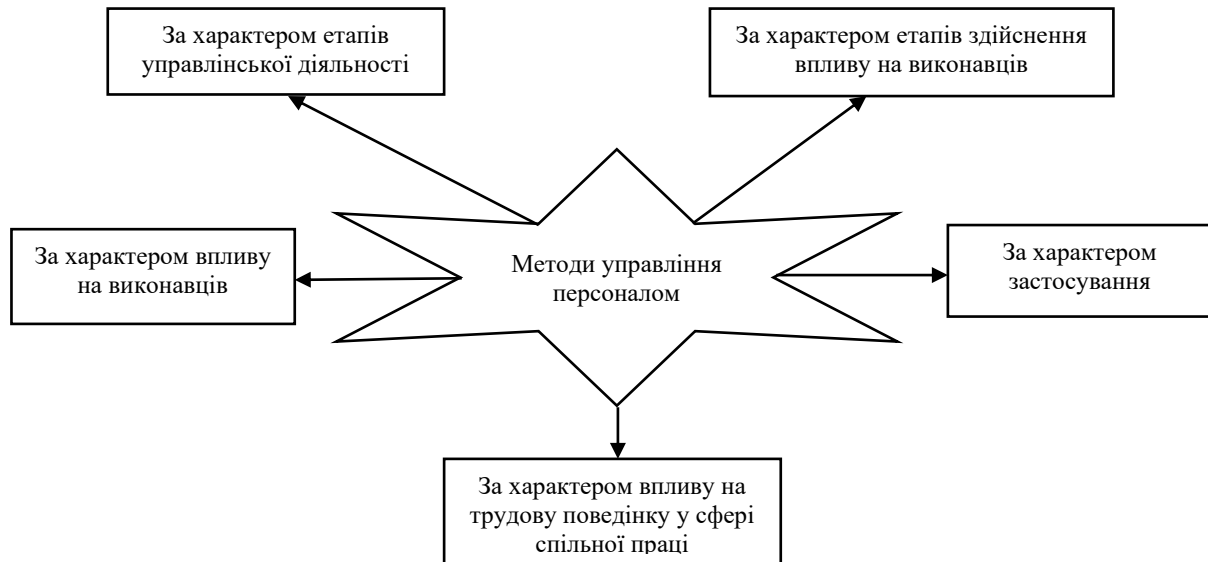 За характером етапів
управлінської діяльності
За характером етапів здійснення
впливу на виконавців
За характером впливу
на виконавців
Методи управління
персоналом
За характером
застосування
За характером впливу на
трудову поведінку у сфері
спільної праці